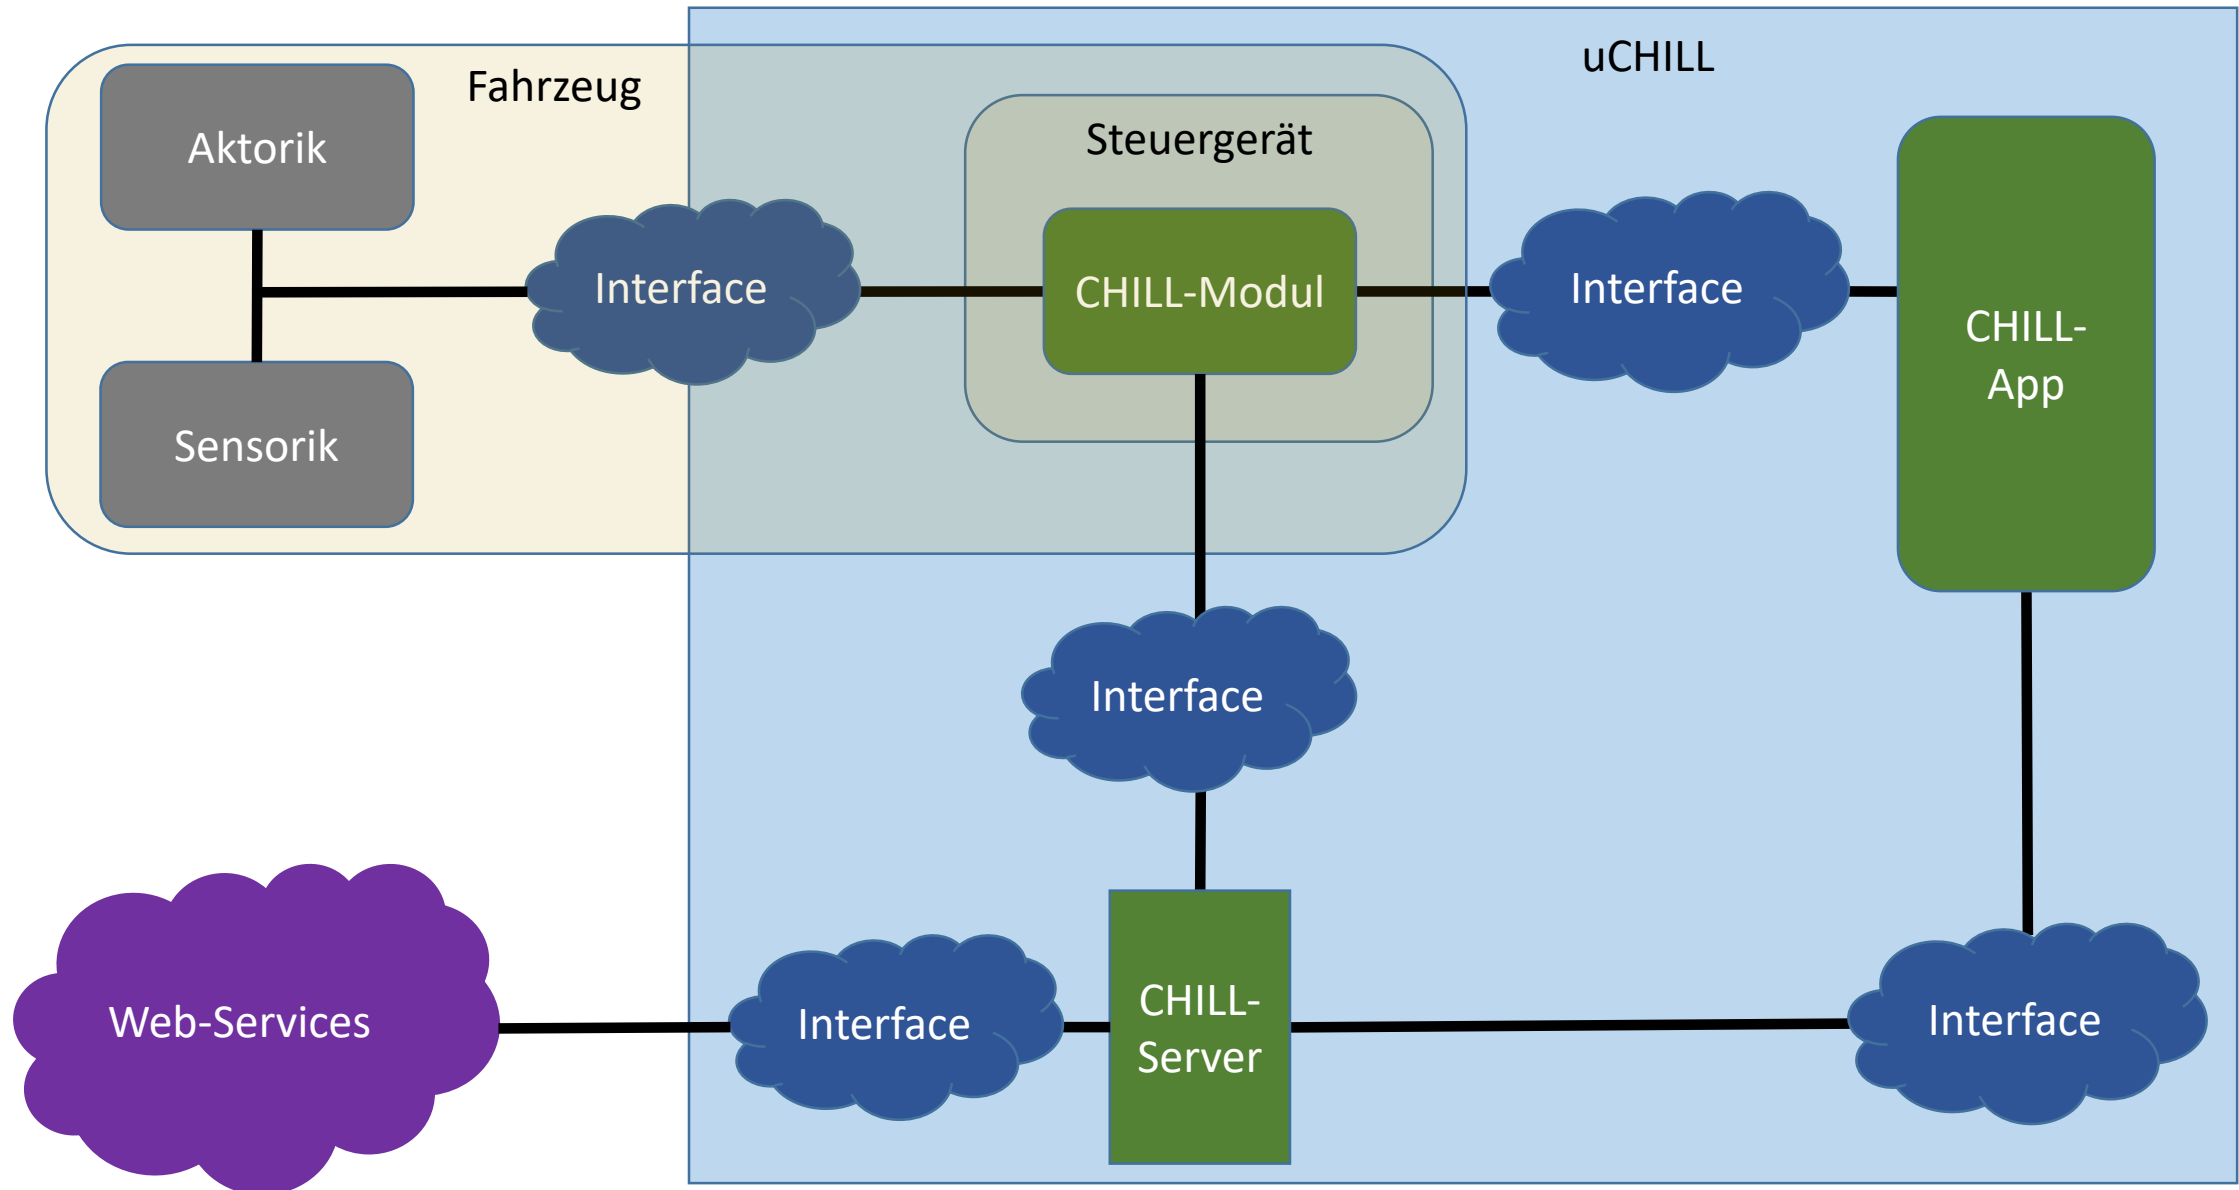 uCHILL
Fahrzeug
Aktorik
Steuergerät
Interface
CHILL-Modul
Interface
CHILL-
App
Sensorik
Interface
Web-Services
Interface
CHILL-
Server
Interface